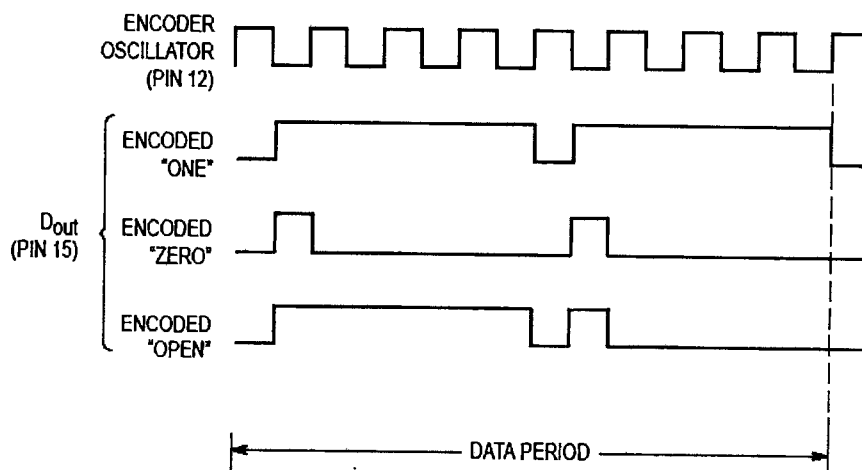 ENCODER
OSCILLATOR
(PIN 12)
ENCODED
"ONE"
Dout
(PIN 15)
ENCODED
"ZERO"
ENCODED
"OPEN"
DATA PERIOD